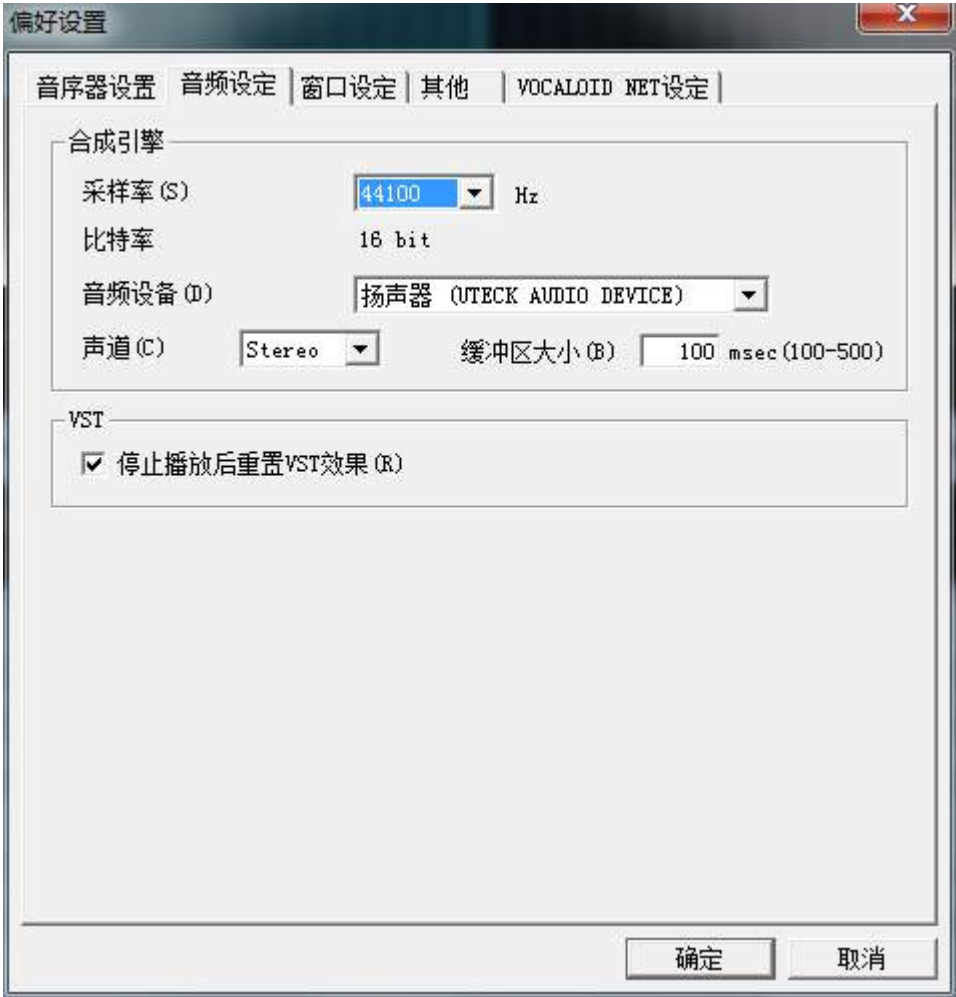 偏好设置
音序器设置 音频设定 窗口设定 其他 VOCALOID NET设定
合成引擎
采样率(S) 44100 Hz
比特率 16 bit
音频设备(D) 扬声器 (UTECK AUDIO DEVICE)
声道(C) Stereo 缓冲区大小(B) 100 msec(100-500)
VST
停止播放后重置VST效果(R)
确定 取消